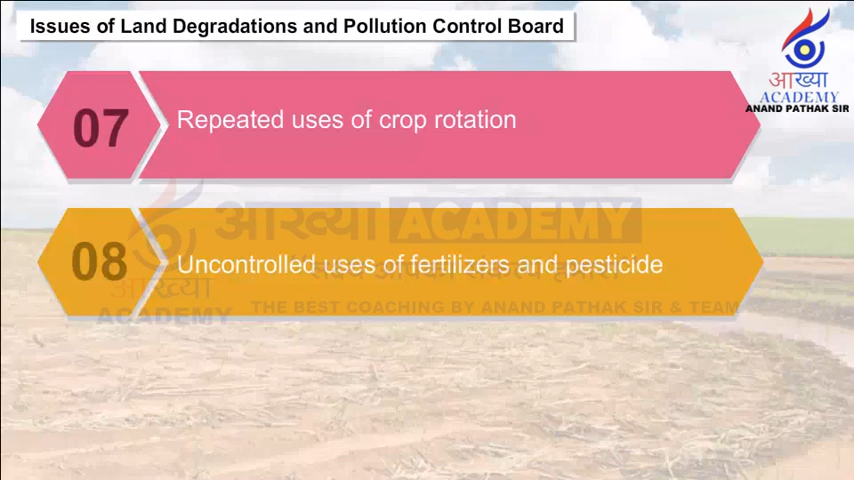 Issues of Land Degradations and Pollution Control Board
आख्या
ACADEMY
ANAND PATHAK SIR
07
Repeated uses of crop rotation
आख्या ACADEMY
08
Uncontrolled uses of fertilizers and pesticide
आख्या
ACADEMY
THE BEST COACHING BY ANAND PATHAK SIR & TEAM